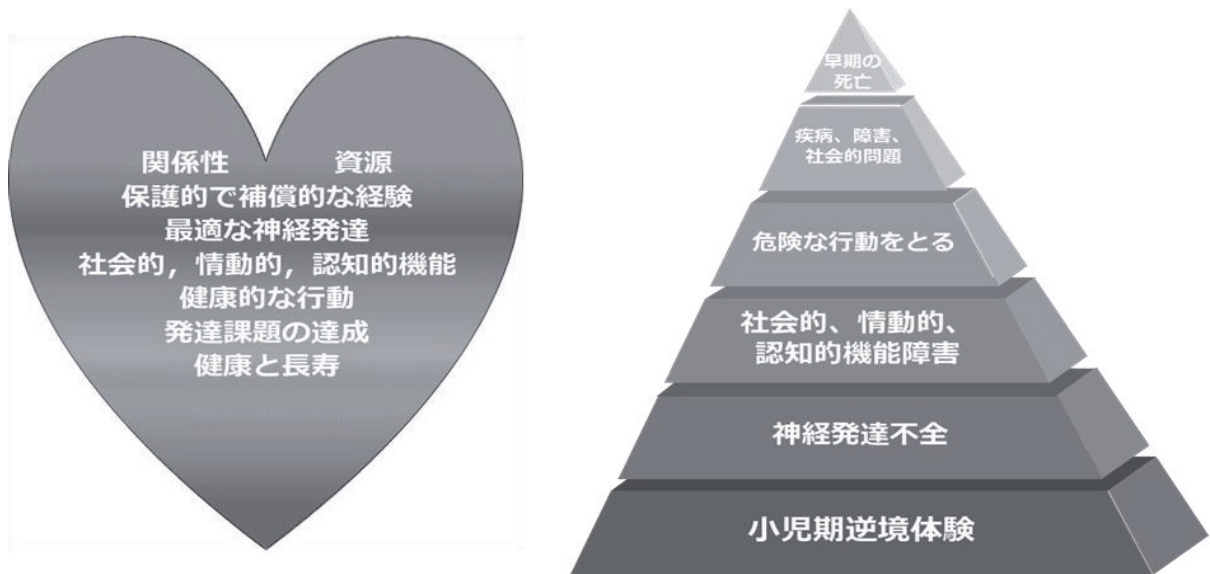 関係性 資源
保護的で補償的な経験
最適な神経発達
社会的，情動的，認知的機能
健康的な行動
発達課題の達成
健康と長寿
早期の
死亡
疾病、障害、
社会的問題
危険な行動をとる
社会的、情動的、
認知的機能障害
神経発達不全
小児期逆境体験